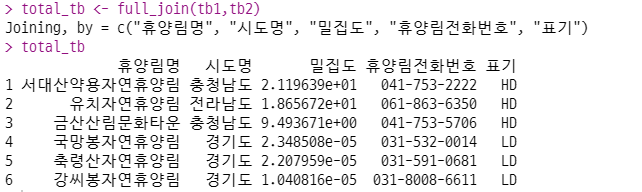 > total_tb <- full_join(tb1,tb2)
Joining, by = c("휴양림명", "시도명", "밀집도", "휴양림전화번호", "표기")
> total_tb
휴양림명 시도명 밀집도 휴양림전화번호 표기
1 서대산약용자연휴양림 충청남도 2.119639e+01 041-753-2222 HD
2 유치자연휴양림 전라남도 1.865672e+01 061-863-6350 HD
3 금산산림문화타운 충청남도 9.493671e+00 041-753-5706 HD
4 국망봉자연휴양림 경기도 2.348508e-05 031-532-0014 LD
5 축령산자연휴양림 경기도 2.207959e-05 031-591-0681 LD
6 강씨봉자연휴양림 경기도 1.040816e-05 031-8008-6611 LD